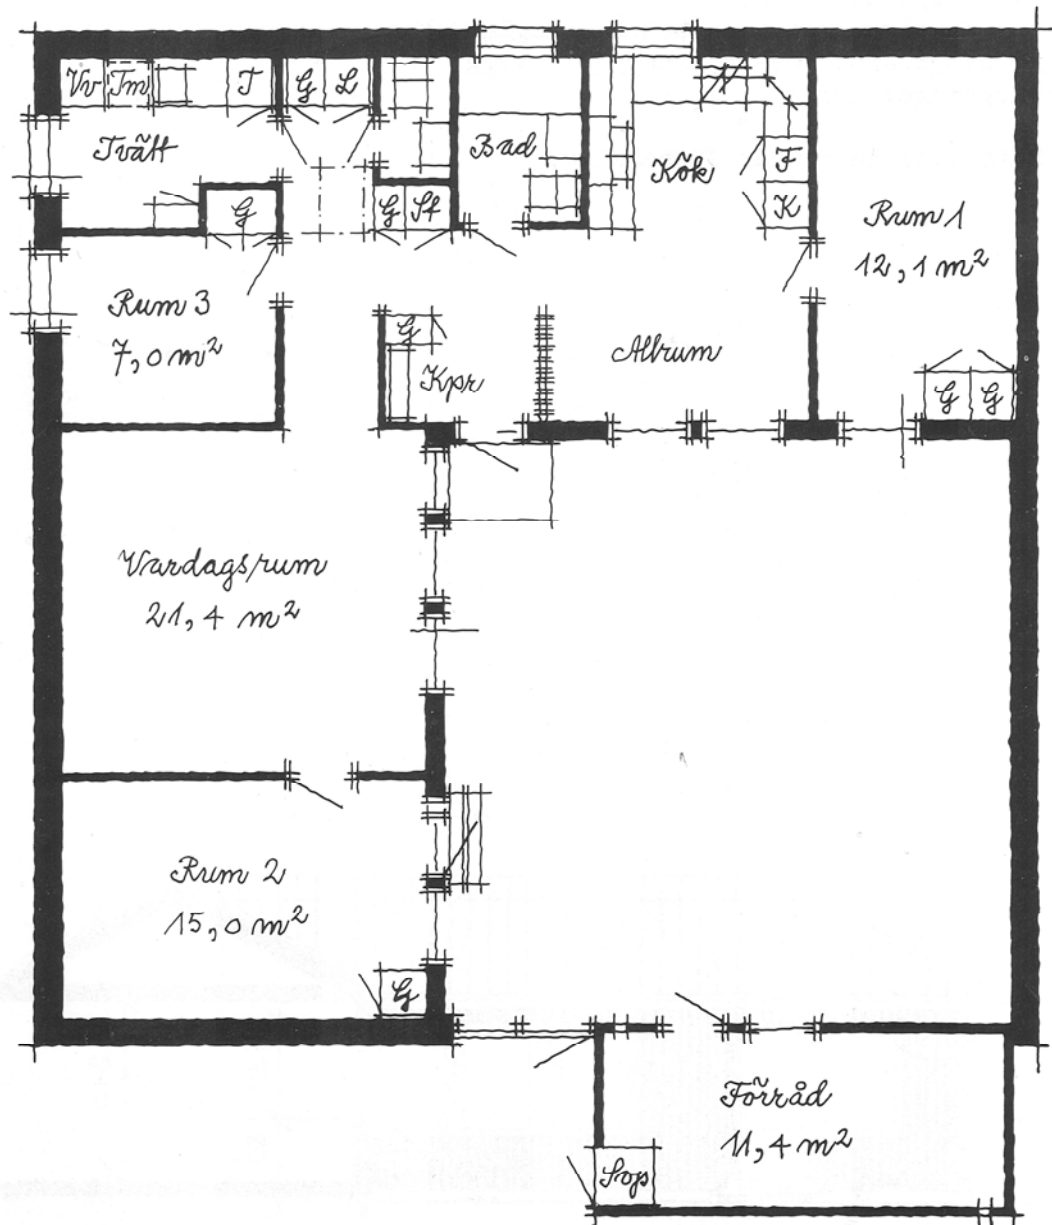 Vv Tm T G L
Tvätt
Bad
Kök
F
K
G
G St
Rum 1
12,1 m²
Rum 3
7,0 m²
G
Kpr
Allrum
G G
Vardagsrum
21,4 m²
Rum 2
15,0 m²
G
Förråd
11,4 m²
Sop